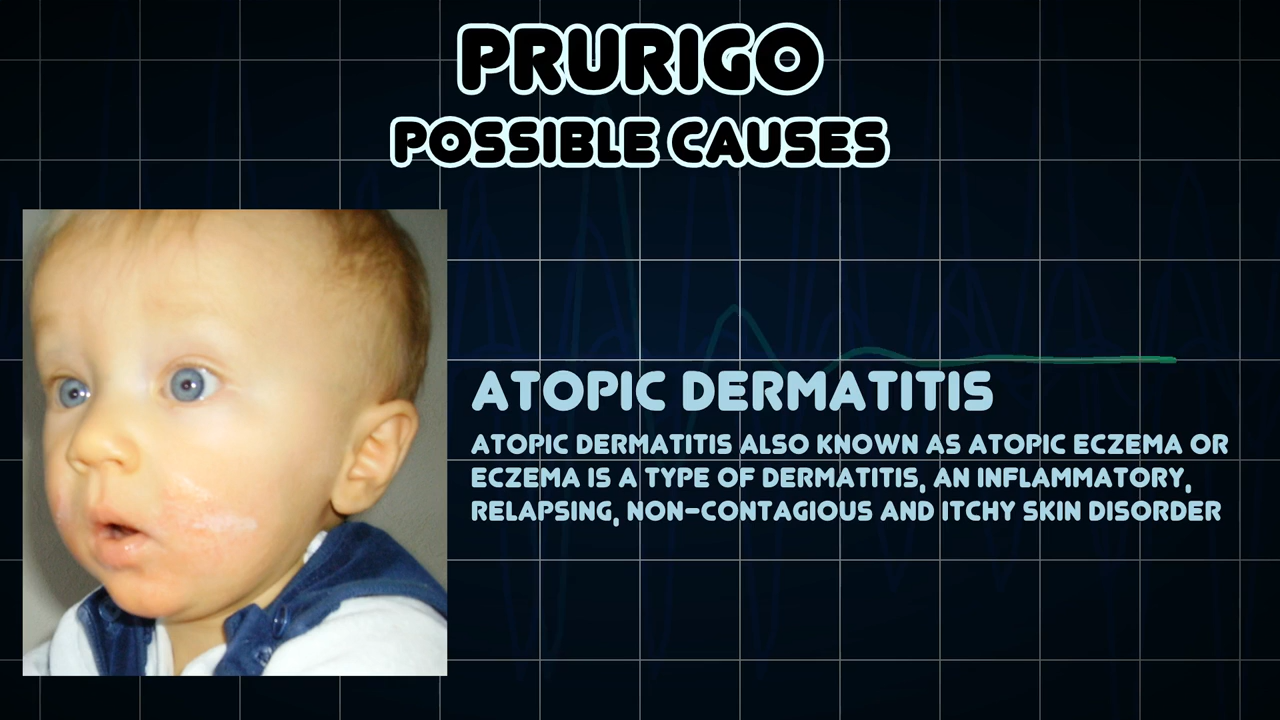 PRURIGO
POSSIBLE CAUSES
ATOPIC DERMATITIS
ATOPIC DERMATITIS ALSO KNOWN AS ATOPIC ECZEMA OR
ECZEMA IS A TYPE OF DERMATITIS, AN INFLAMMATORY,
RELAPSING, NON-CONTAGIOUS AND ITCHY SKIN DISORDER